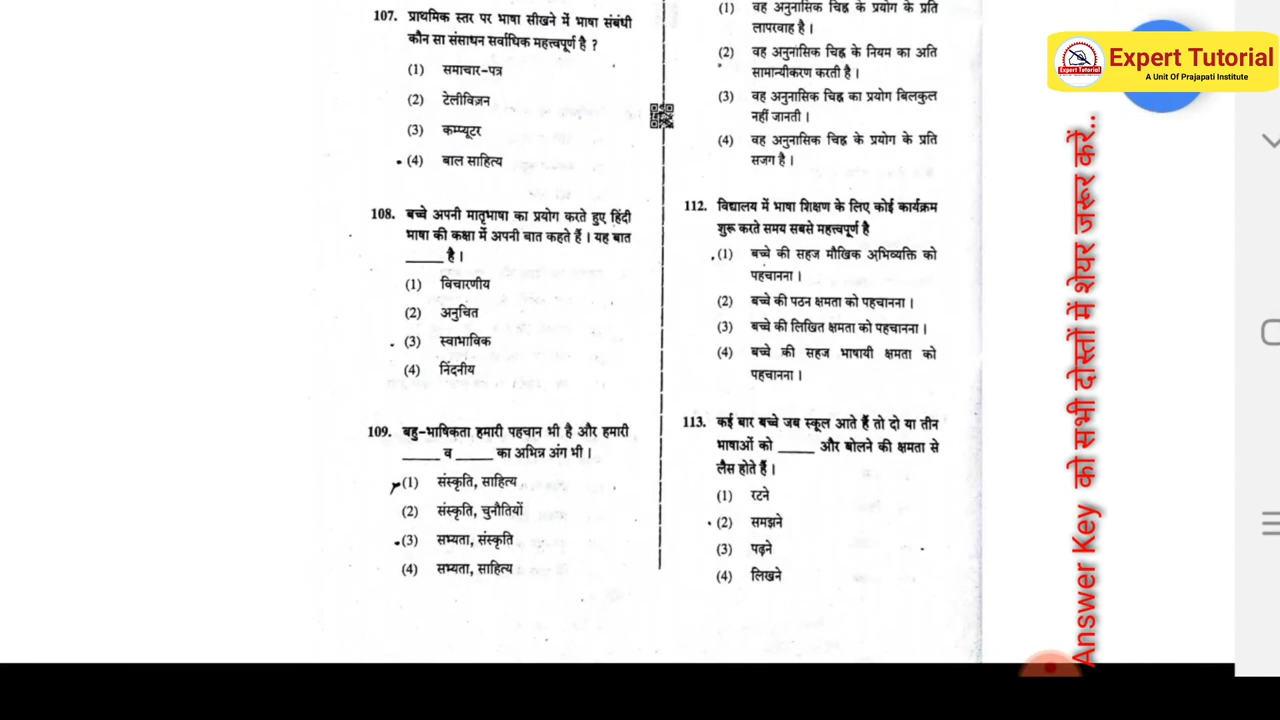 107. प्राथमिक स्तर पर भाषा सीखने में भाषा संबंधी
कौन सा संसाधन सर्वाधिक महत्त्वपूर्ण है ?
(1) समाचार-पत्र
(2) टेलीविज़न
(3) कम्प्यूटर
(4) बाल साहित्य
108. बच्चे अपनी मातृभाषा का प्रयोग करते हुए हिंदी
भाषा की कक्षा में अपनी बात कहते हैं । यह बात
_____ है ।
(1) विचारणीय
(2) अनुचित
(3) स्वाभाविक
(4) निंदनीय
109. बहु-भाषिकता हमारी पहचान भी है और हमारी
_____ व _____ का अभिन्न अंग भी ।
(1) संस्कृति, साहित्य
(2) संस्कृति, चुनौतियों
(3) सभ्यता, संस्कृति
(4) सभ्यता, साहित्य
(1) वह अनुनासिक चिह्न के प्रयोग के प्रति
लापरवाह है ।
(2) वह अनुनासिक चिह्न के नियम का अति
सामान्यीकरण करती है ।
(3) वह अनुनासिक चिह्न का प्रयोग बिलकुल
नहीं जानती ।
(4) वह अनुनासिक चिह्न के प्रयोग के प्रति
सजग है ।
112. विद्यालय में भाषा शिक्षण के लिए कोई कार्यक्रम
शुरू करते समय सबसे महत्त्वपूर्ण है
(1) बच्चे की सहज मौखिक अभिव्यक्ति को
पहचानना ।
(2) बच्चे की पठन क्षमता को पहचानना ।
(3) बच्चे की लिखित क्षमता को पहचानना ।
(4) बच्चे की सहज भाषायी क्षमता को
पहचानना ।
113. कई बार बच्चे जब स्कूल आते हैं तो दो या तीन
भाषाओं को _____ और बोलने की क्षमता से
लैस होते हैं ।
(1) रटने
(2) समझने
(3) पढ़ने
(4) लिखने
Expert Tutorial
A Unit Of Prajapati Institute
Expert Tutorial
Answer Key को सभी दोस्तों में शेयर जरूर करें..